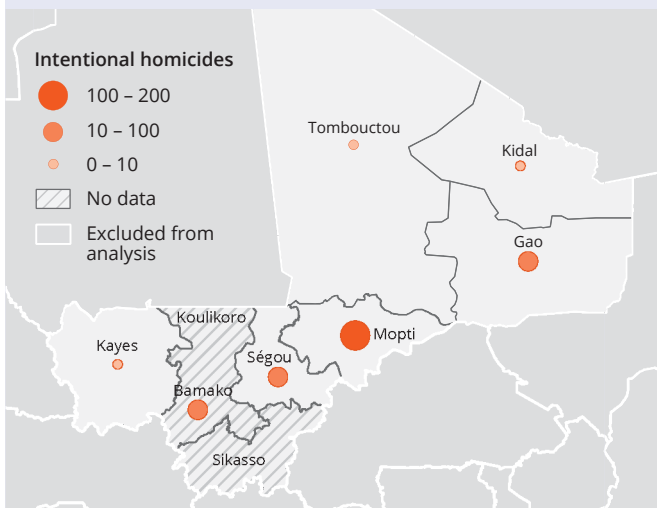 Intentional homicides
100 – 200
10 – 100
0 – 10
No data
Excluded from
analysis
Tombouctou
Kidal
Gao
Koulikoro
Mopti
Kayes
Ségou
Bamako
Sikasso